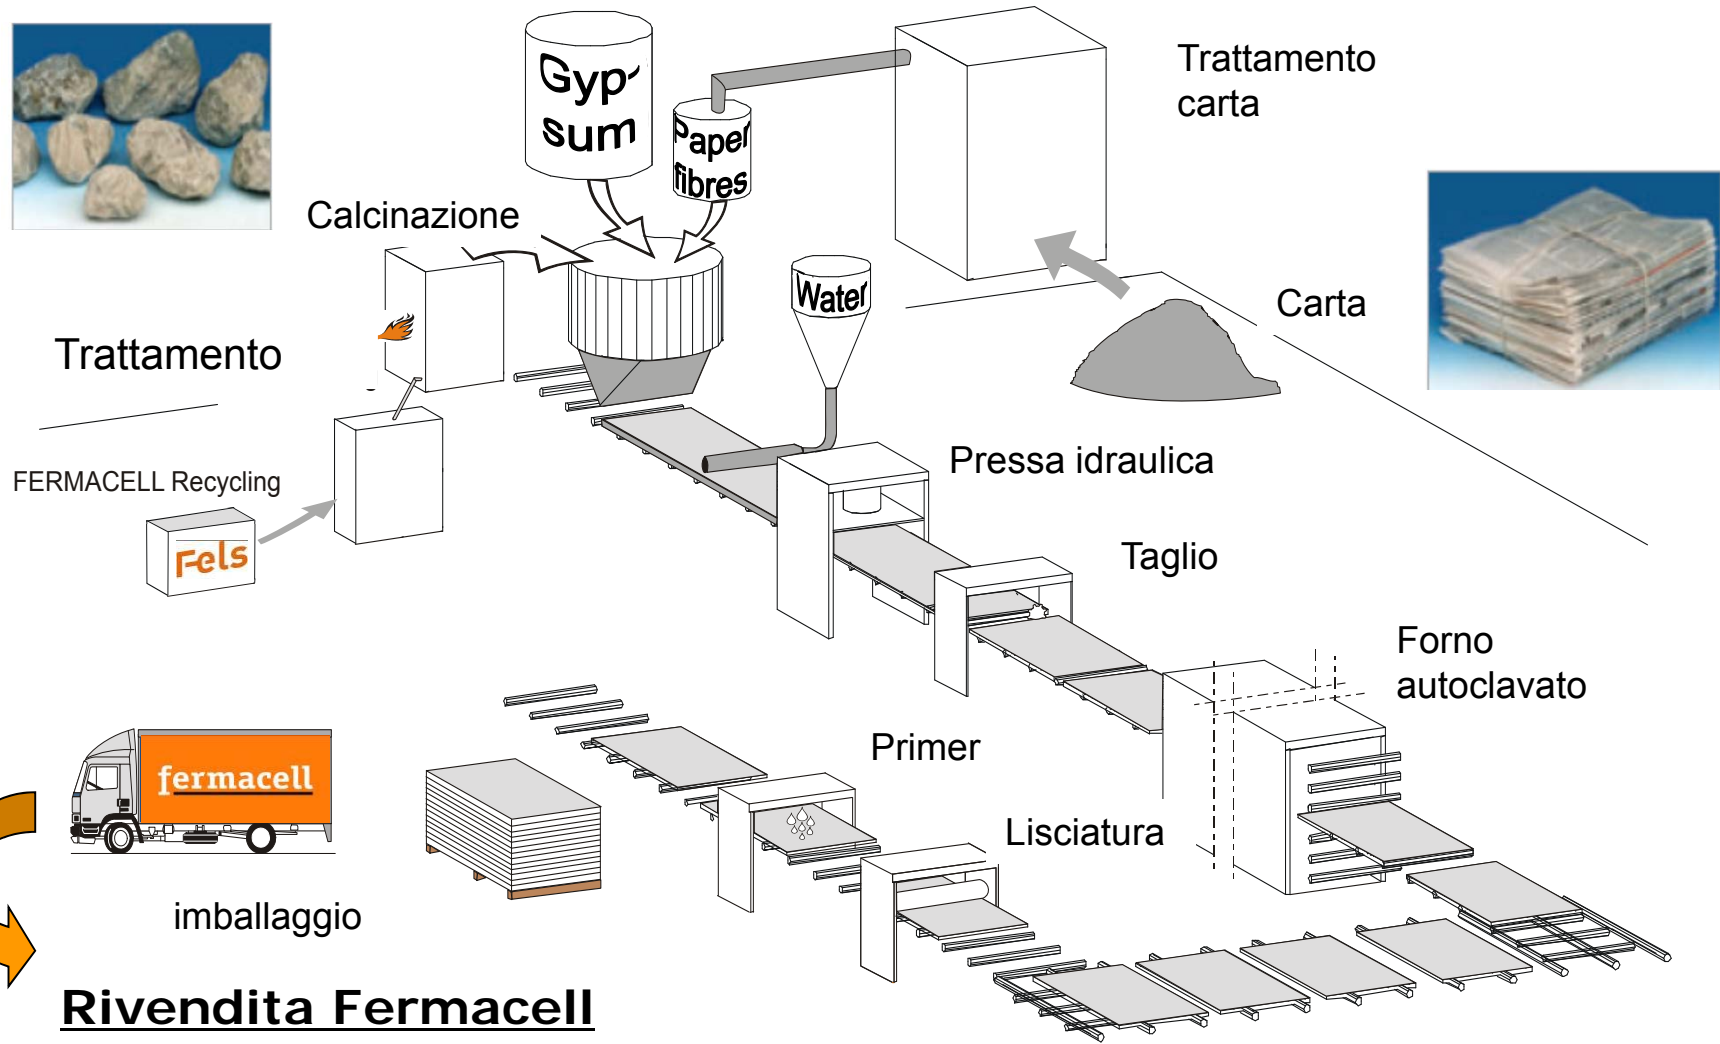 Gyp-
sum
Paper
fibres
Trattamento
carta
Calcinazione
Water
Carta
Trattamento
FERMACELL Recycling
Fels
Pressa idraulica
Taglio
Forno
autoclavato
Primer
Lisciatura
fermacell
imballaggio
Rivendita Fermacell